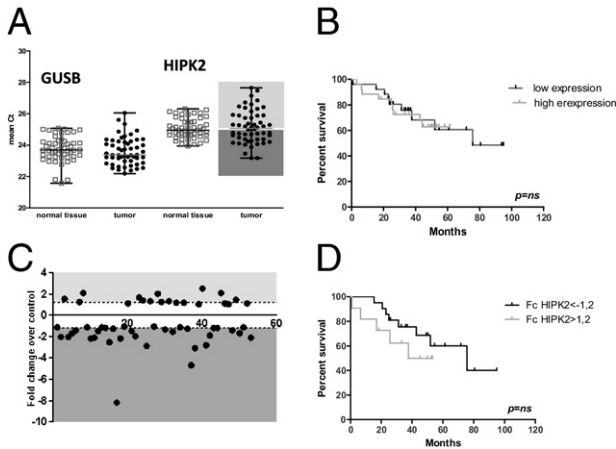 A
GUSB
HIPK2
mean Ct
30
28
26
24
22
20
normal tissue
tumor
normal tissue
tumor
B
Percent survival
100
80
60
40
20
0
low expression
high erexpression
p=ns
0
20
40
60
80
100
120
Months
C
Fold change over control
4
2
0
-2
-4
-6
-8
-10
20
40
60
D
Percent survival
100
80
60
40
20
0
Fc HIPK2<-1,2
Fc HIPK2>1,2
p=ns
0
20
40
60
80
100
120
Months